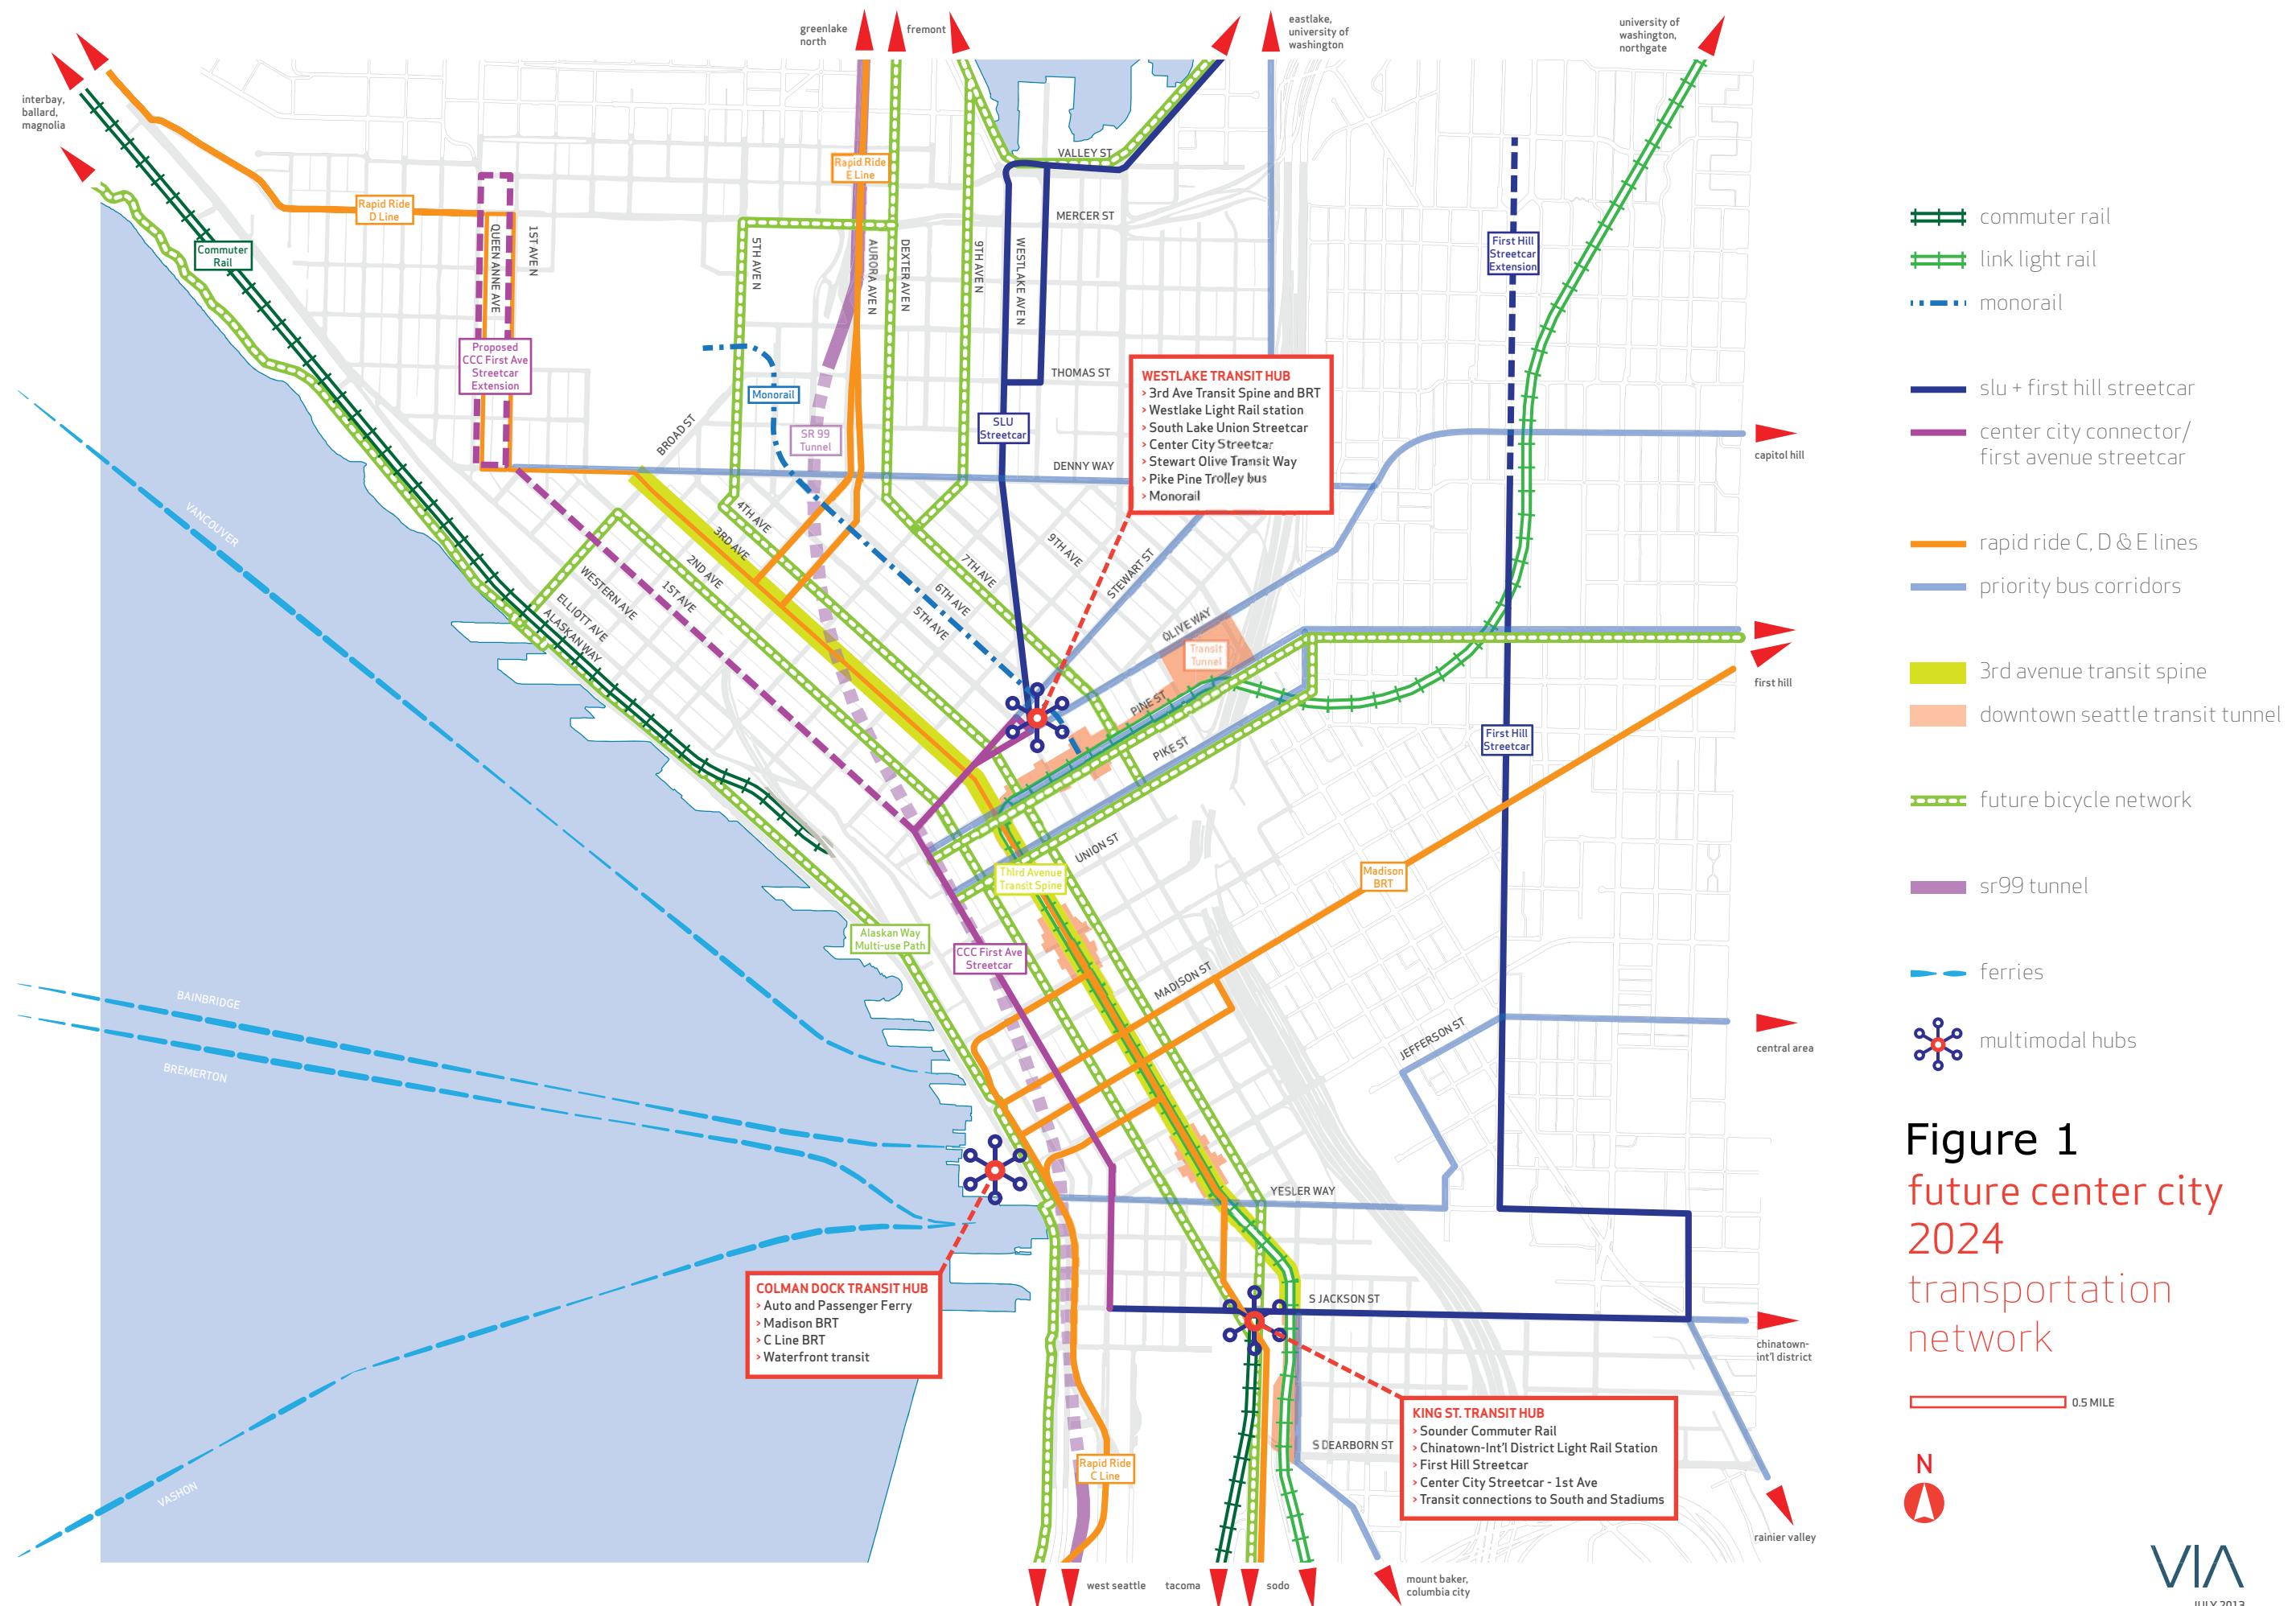 greenlake
north
fremont
eastlake,
university of
washington
university of
washington,
northgate
interbay,
ballard,
magnolia
Rapid Ride
E Line
VALLEY ST
Rapid Ride
D Line
MERCER ST
Commuter
Rail
QUEEN ANNE AVE
1ST AVE N
5TH AVE N
AURORA AVE N
DEXTER AVE N
9TH AVE N
WESTLAKE AVE N
First Hill
Streetcar
Extension
Proposed
CCC First Ave
Streetcar
Extension
Monorail
THOMAS ST
BROAD ST
SR 99
Tunnel
SLU
Streetcar
DENNY WAY
WESTLAKE TRANSIT HUB
> 3rd Ave Transit Spine and BRT
> Westlake Light Rail station
> South Lake Union Streetcar
> Center City Streetcar
> Stewart Olive Transit Way
> Pike Pine Trolley bus
> Monorail
capitol hill
VANCOUVER
4TH AVE
3RD AVE
2ND AVE
1ST AVE
WESTERN AVE
ELLIOTT AVE
ALASKAN WAY
9TH AVE
7TH AVE
6TH AVE
5TH AVE
STEWART ST
OLIVE WAY
Transit
Tunnel
PINE ST
PIKE ST
UNION ST
first hill
First Hill
Streetcar
Third Avenue
Transit Spine
Madison
BRT
Alaskan Way
Multi-use Path
CCC First Ave
Streetcar
MADISON ST
BAINBRIDGE
BREMERTON
JEFFERSON ST
central area
YESLER WAY
COLMAN DOCK TRANSIT HUB
> Auto and Passenger Ferry
> Madison BRT
> C Line BRT
> Waterfront transit
S JACKSON ST
chinatown-
int'l district
KING ST. TRANSIT HUB
> Sounder Commuter Rail
> Chinatown-Int'l District Light Rail Station
> First Hill Streetcar
> Center City Streetcar - 1st Ave
> Transit connections to South and Stadiums
S DEARBORN ST
Rapid Ride
C Line
VASHON
rainier valley
west seattle
tacoma
sodo
mount baker,
columbia city
commuter rail
link light rail
monorail
slu + first hill streetcar
center city connector/
first avenue streetcar
rapid ride C, D & E lines
priority bus corridors
3rd avenue transit spine
downtown seattle transit tunnel
future bicycle network
sr99 tunnel
ferries
multimodal hubs
Figure 1
future center city
2024
transportation
network
0.5 MILE
N
VIA
JULY 2013